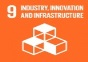 9 INDUSTRY, INNOVATION
AND INFRASTRUCTURE